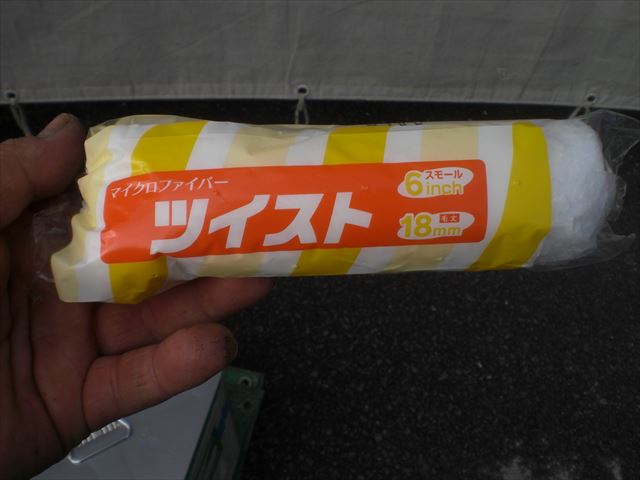 マイクロファイバー
ツイスト
スモール
6inch
毛丈
18mm